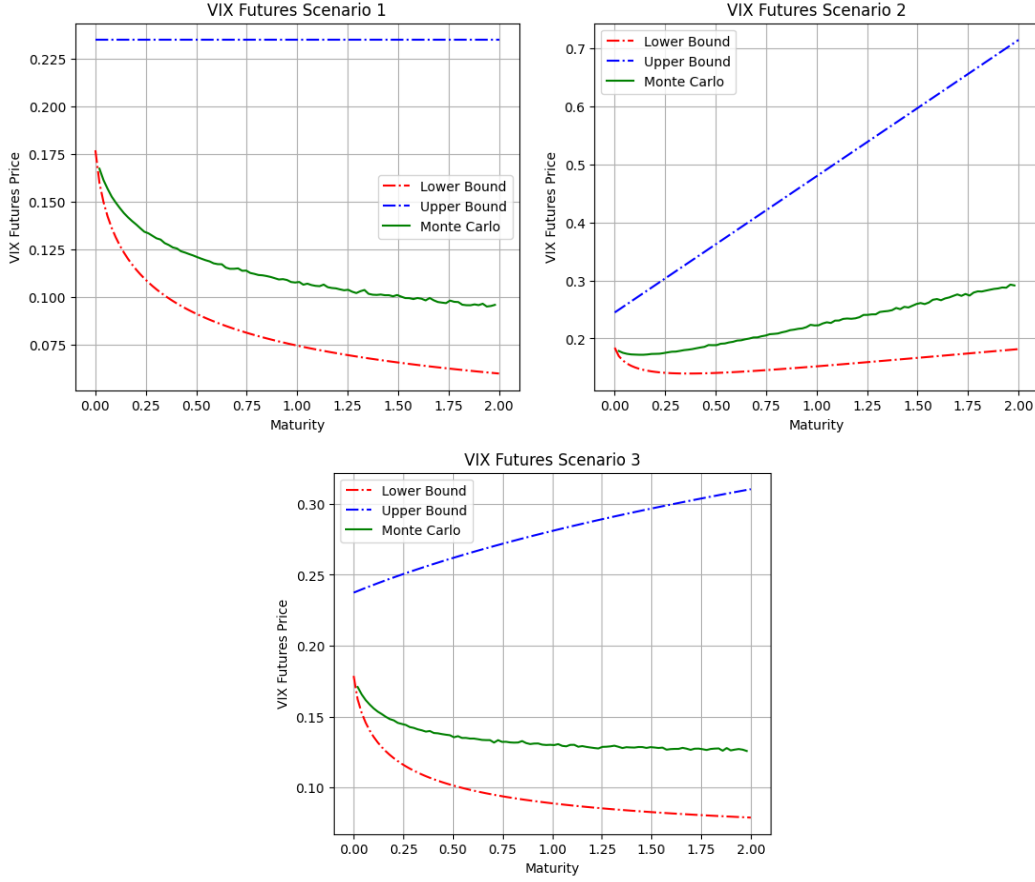 VIX Futures Scenario 1
VIX Futures Price
0.225
0.200
0.175
0.150
0.125
0.100
0.075
Lower Bound
Upper Bound
Monte Carlo
0.00 0.25 0.50 0.75 1.00 1.25 1.50 1.75 2.00
Maturity
VIX Futures Scenario 2
VIX Futures Price
0.7
0.6
0.5
0.4
0.3
0.2
Lower Bound
Upper Bound
Monte Carlo
0.00 0.25 0.50 0.75 1.00 1.25 1.50 1.75 2.00
Maturity
VIX Futures Scenario 3
VIX Futures Price
0.30
0.25
0.20
0.15
0.10
Lower Bound
Upper Bound
Monte Carlo
0.00 0.25 0.50 0.75 1.00 1.25 1.50 1.75 2.00
Maturity